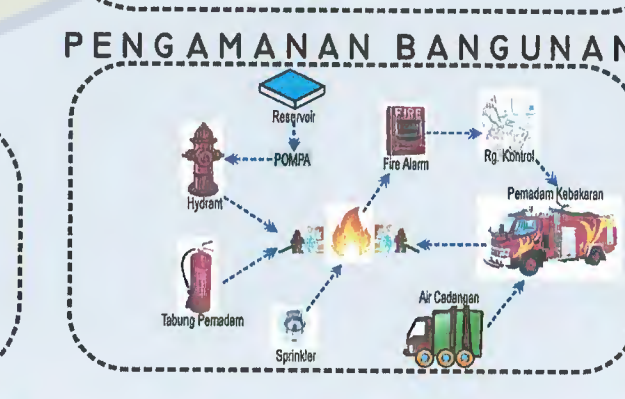 PENGAMANAN BANGUNAN
Reservoir
FIRE
POMPA
Fire Alarm
Rg. Kontrol
Hydrant
Pemadam Kebakaran
Air Cadangan
Tabung Pemadam
Sprinkler